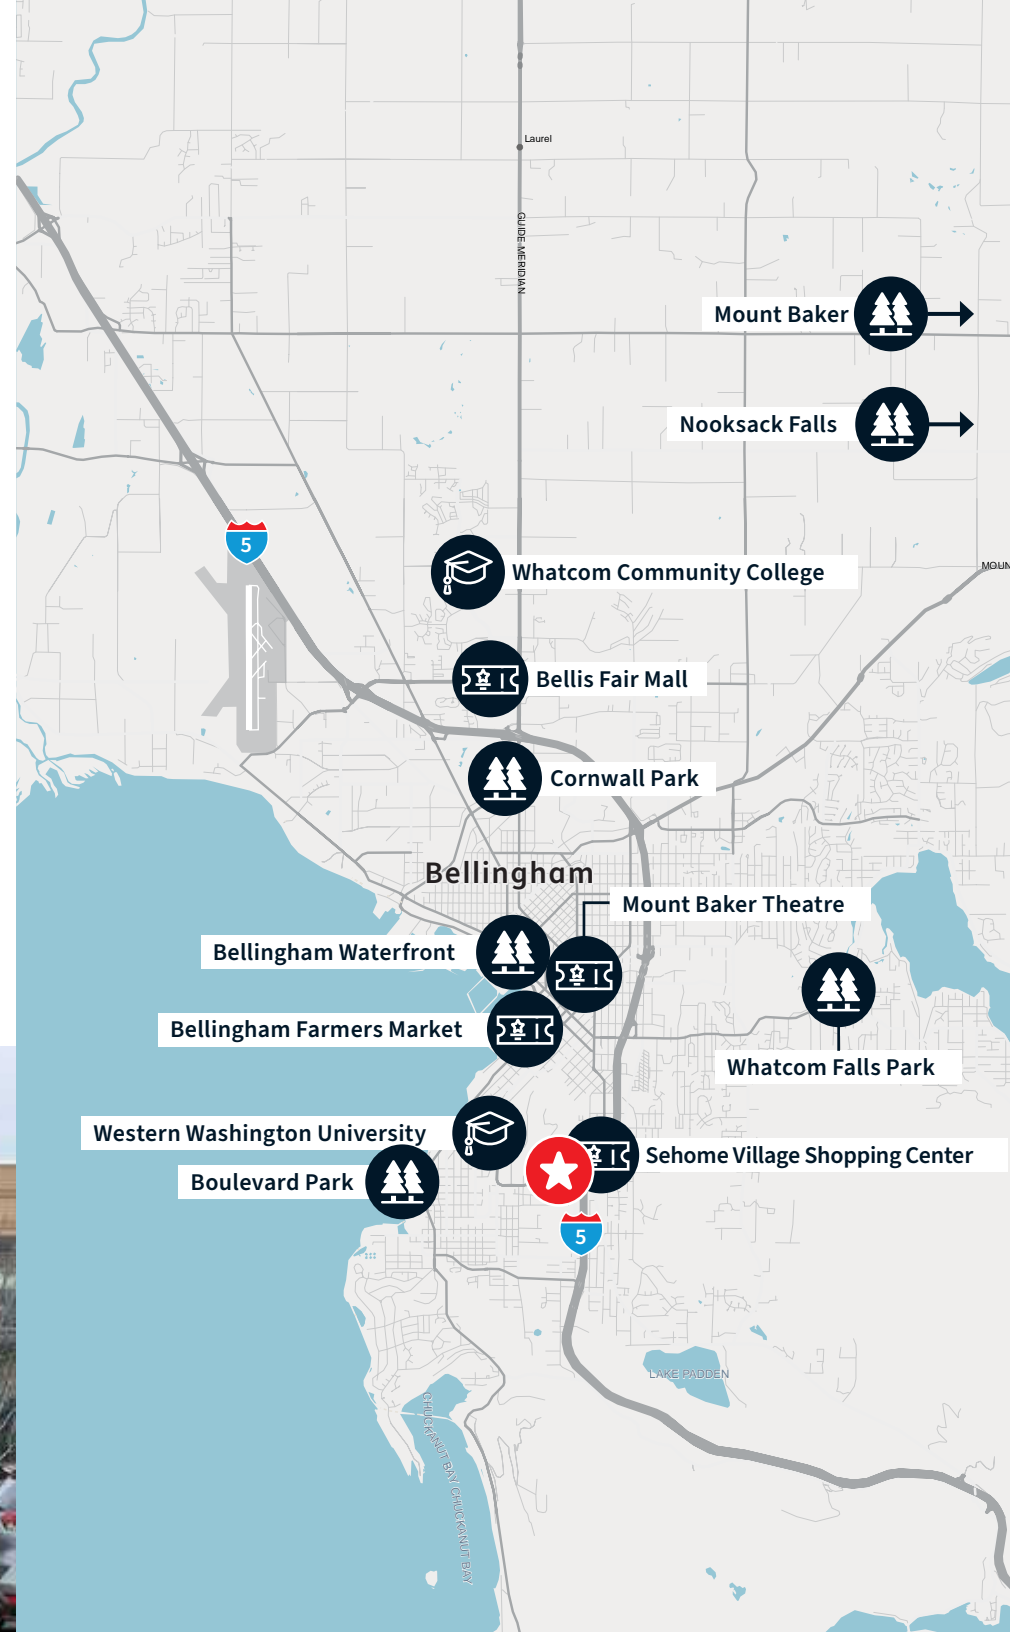 Laurel
GUIDE MERIDIAN
Mount Baker
Nooksack Falls
5
Whatcom Community College
Bellis Fair Mall
Cornwall Park
Bellingham
Mount Baker Theatre
Bellingham Waterfront
Bellingham Farmers Market
Whatcom Falls Park
Western Washington University
Sehome Village Shopping Center
Boulevard Park
5
LAKE PADDEN
CHUCKANUT BAY
CHUCKANUT BAY